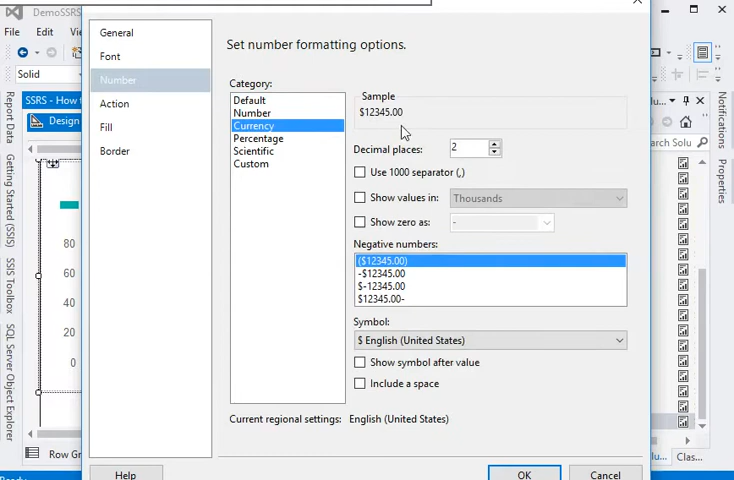 DemoSSRS
File
Edit
Vi
Solid
SSRS - How t
Design
80
60
40
20
0
Row Gr
Report Data
Getting Started (SSIS)
SSIS Toolbox
SQL Server Object Explorer
General
Font
Number
Action
Fill
Border
Set number formatting options.
Category:
Default
Number
Currency
Percentage
Scientific
Custom
Sample
$12345.00
Decimal places:
2
Use 1000 separator (,)
Show values in:
Thousands
Show zero as:
-
Negative numbers:
($12345.00)
-$12345.00
$-12345.00
$12345.00-
Symbol:
$ English (United States)
Show symbol after value
Include a space
Current regional settings: English (United States)
Help
OK
Cancel
Search Solu
Notifications
Properties
Clas...